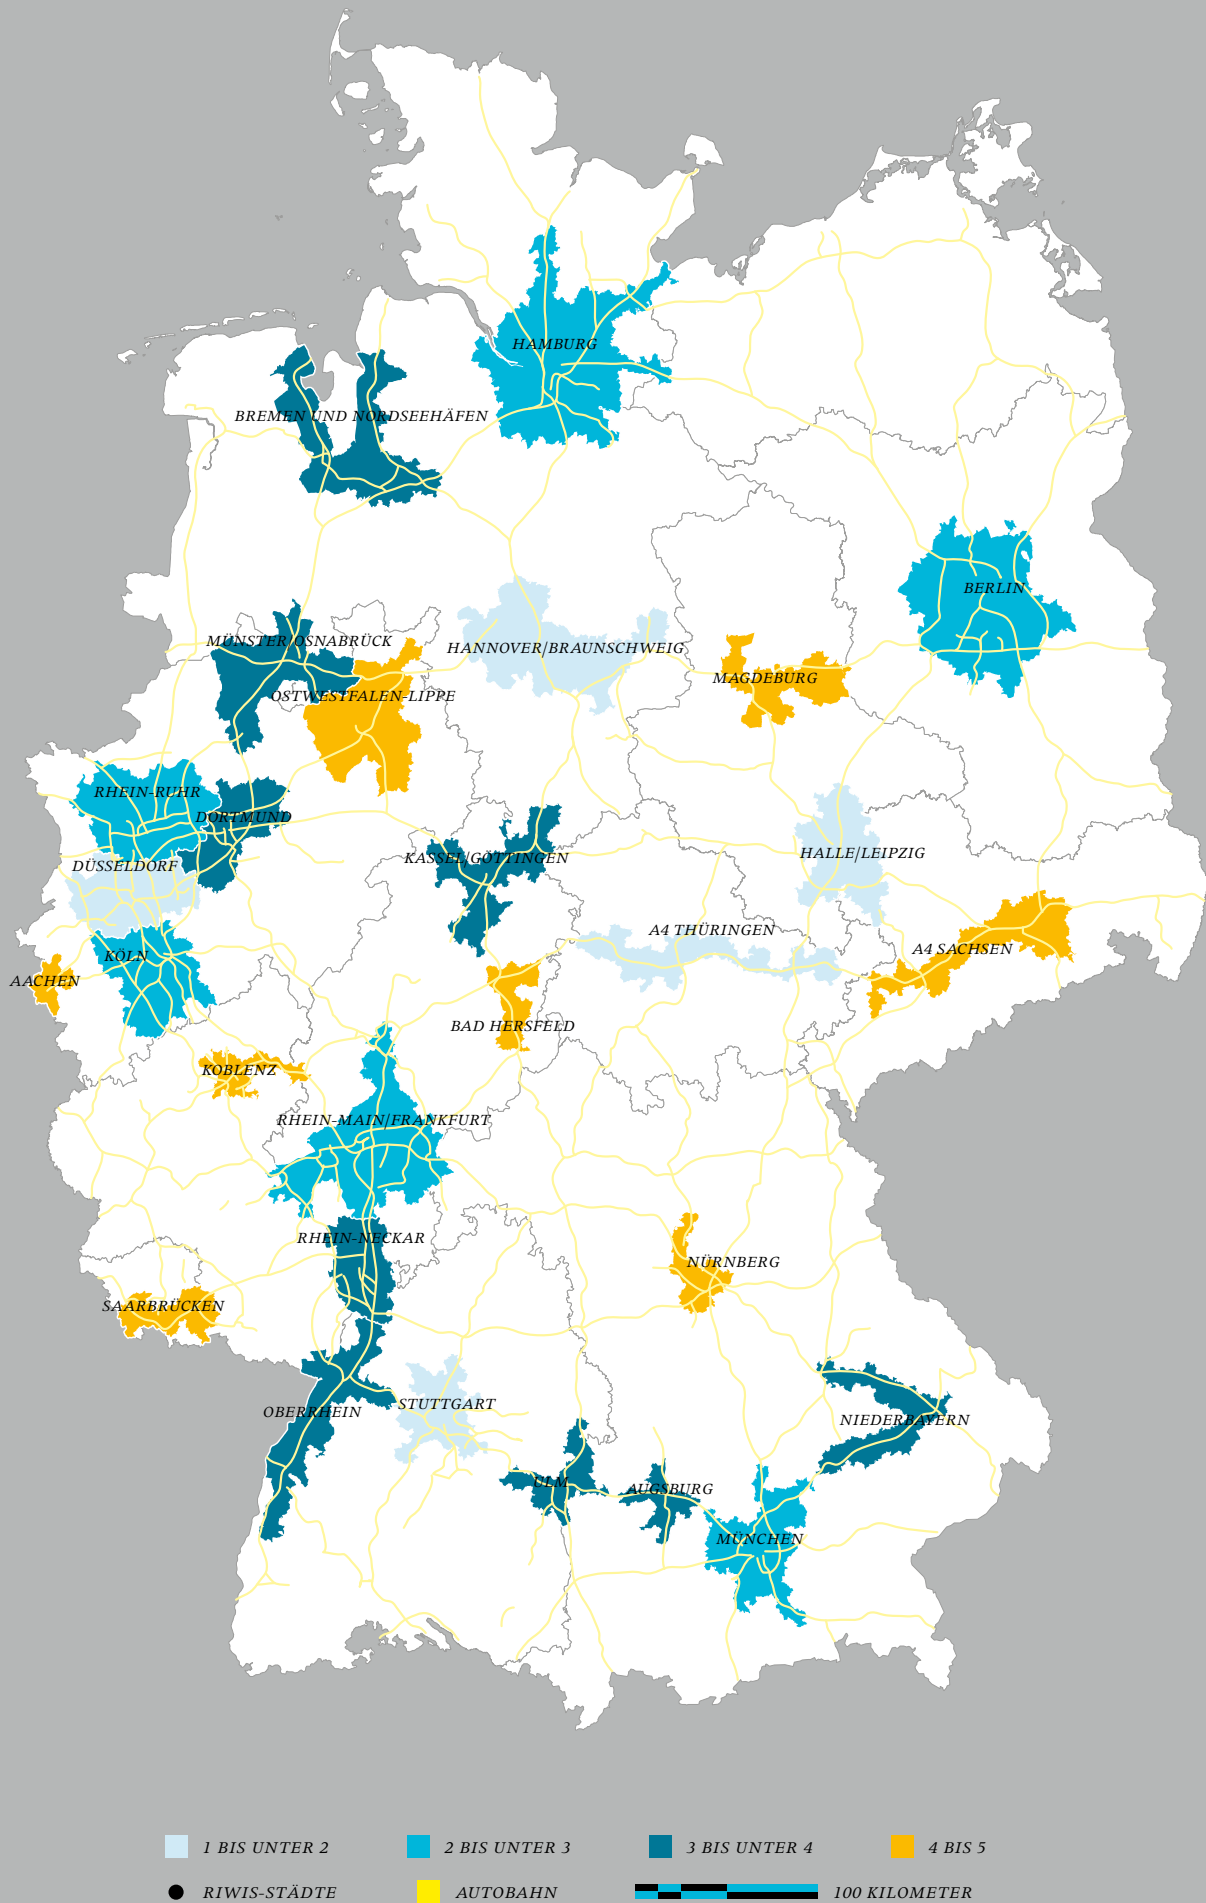 HAMBURG
BREMEN UND NORDSEEHÄFEN
BERLIN
MÜNSTER/OSNABRÜCK
HANNOVER/BRAUNSCHWEIG
MAGDEBURG
OSTWESTFALEN-LIPPE
RHEIN-RUHR
DORTMUND
HALLE/LEIPZIG
KASSEL/GÖTTINGEN
DÜSSELDORF
A4 THÜRINGEN
A4 SACHSEN
KÖLN
AACHEN
BAD HERSFELD
KOBLENZ
RHEIN-MAIN/FRANKFURT
RHEIN-NECKAR
NÜRNBERG
SAARBRÜCKEN
STUTTGART
OBERRHEIN
NIEDERBAYERN
ULM
AUGSBURG
MÜNCHEN
1 BIS UNTER 2
2 BIS UNTER 3
3 BIS UNTER 4
4 BIS 5
RIWIS-STÄDTE
AUTOBAHN
100 KILOMETER